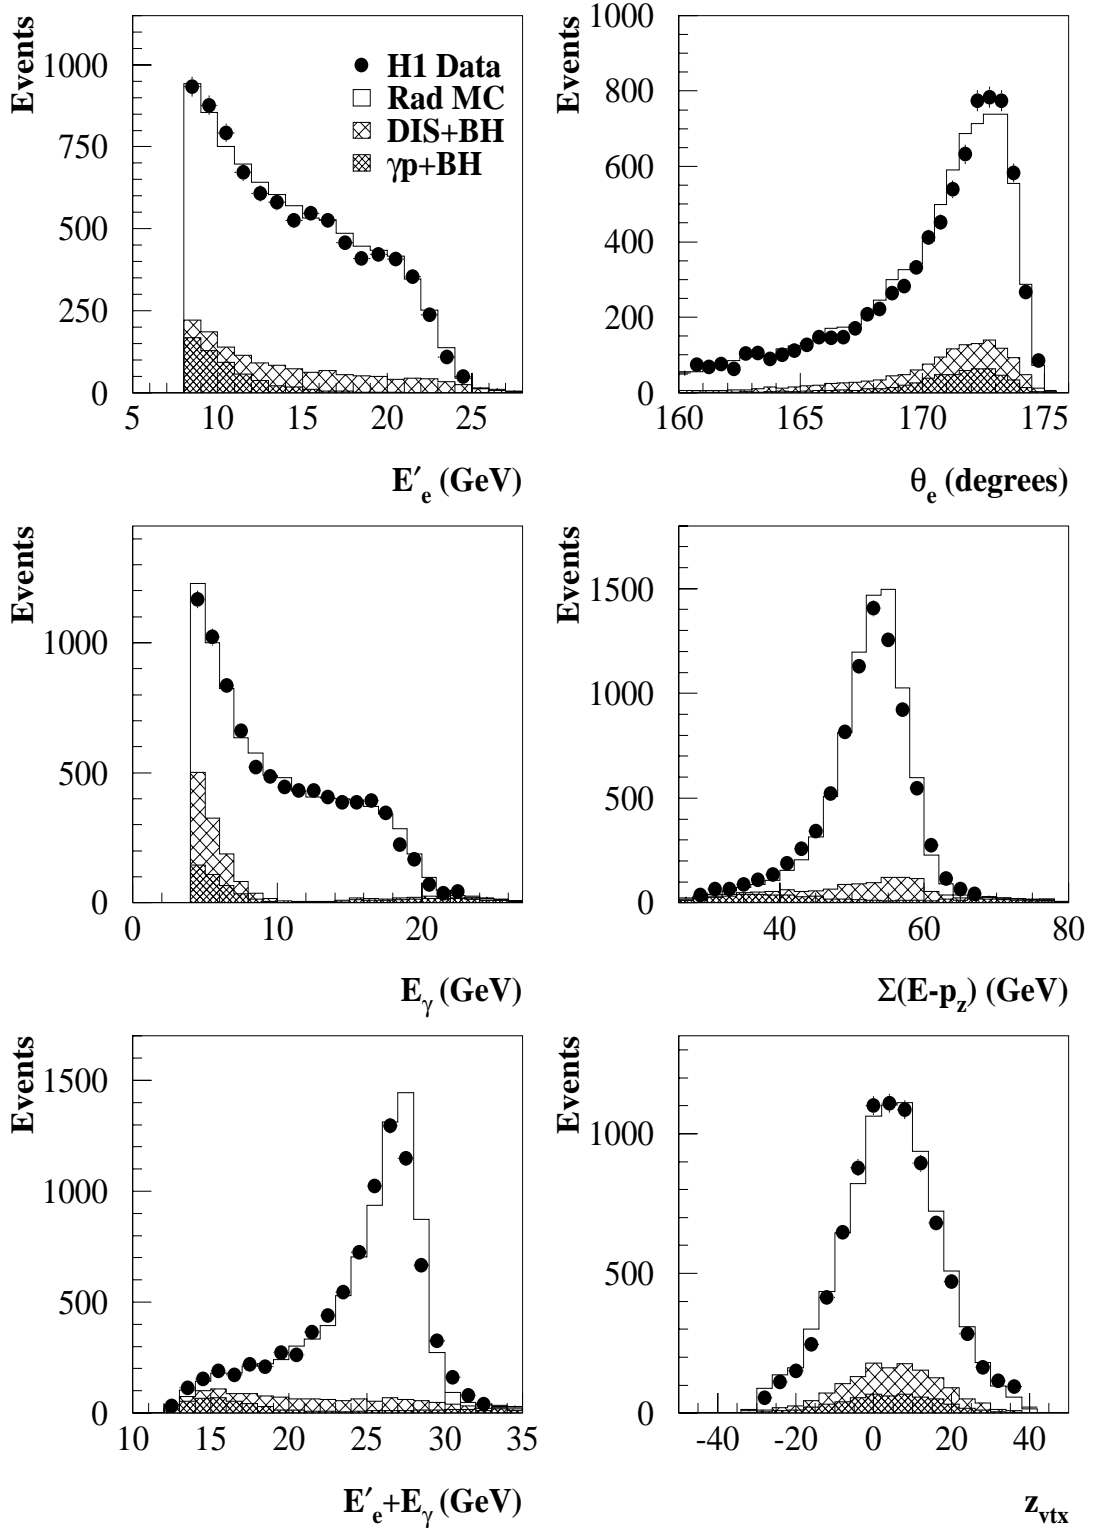 Events
1000
750
500
250
0
5 10 15 20 25
E′e (GeV)
H1 Data
Rad MC
DIS+BH
γp+BH
Events
1000
800
600
400
200
0
160 165 170 175
θe (degrees)
Events
1000
500
0
0 10 20
Eγ (GeV)
Events
1500
1000
500
0
40 60 80
Σ(E-pz) (GeV)
Events
1500
1000
500
0
10 15 20 25 30 35
E′e+Eγ (GeV)
Events
1000
500
0
-40 -20 0 20 40
zvtx